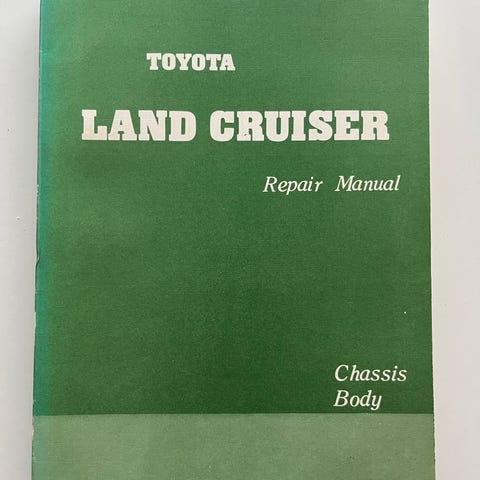 TOYOTA
LAND CRUISER
Repair Manual
Chassis
Body